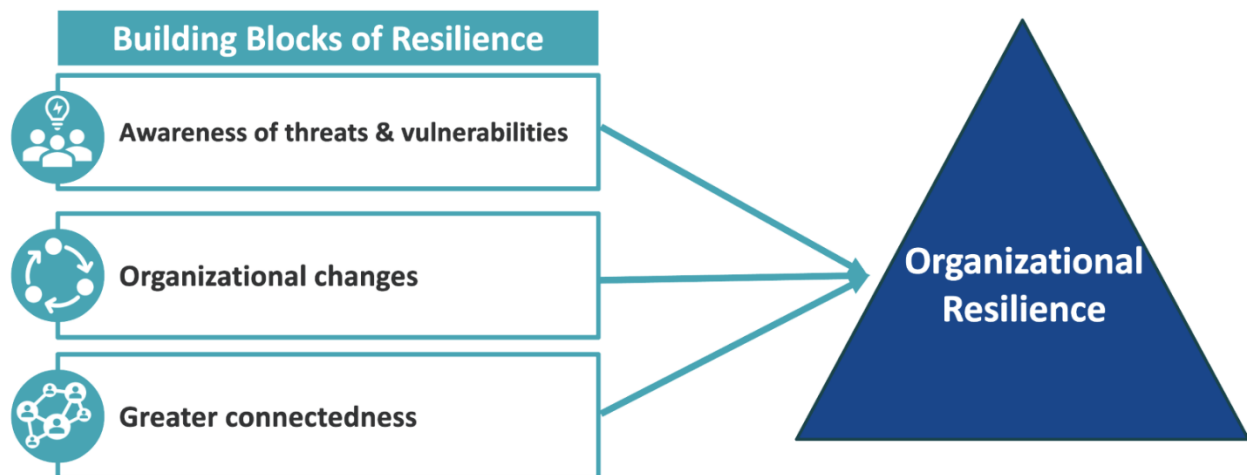 Building Blocks of Resilience
Awareness of threats & vulnerabilities
Organizational changes
Greater connectedness
Organizational
Resilience